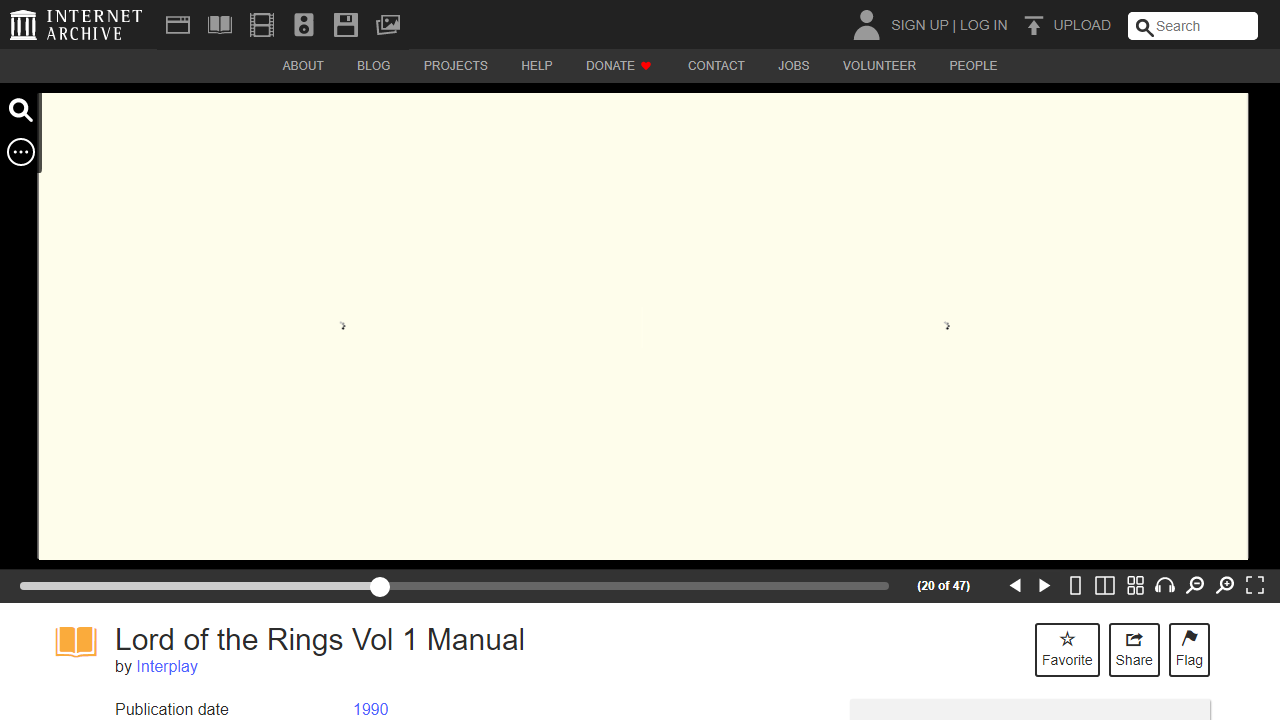 INTERNET
ARCHIVE
SIGN UP | LOG IN
UPLOAD
Search
ABOUT
BLOG
PROJECTS
HELP
DONATE
CONTACT
JOBS
VOLUNTEER
PEOPLE
(20 of 47)
Lord of the Rings Vol 1 Manual
by Interplay
Favorite
Share
Flag
Publication date
1990